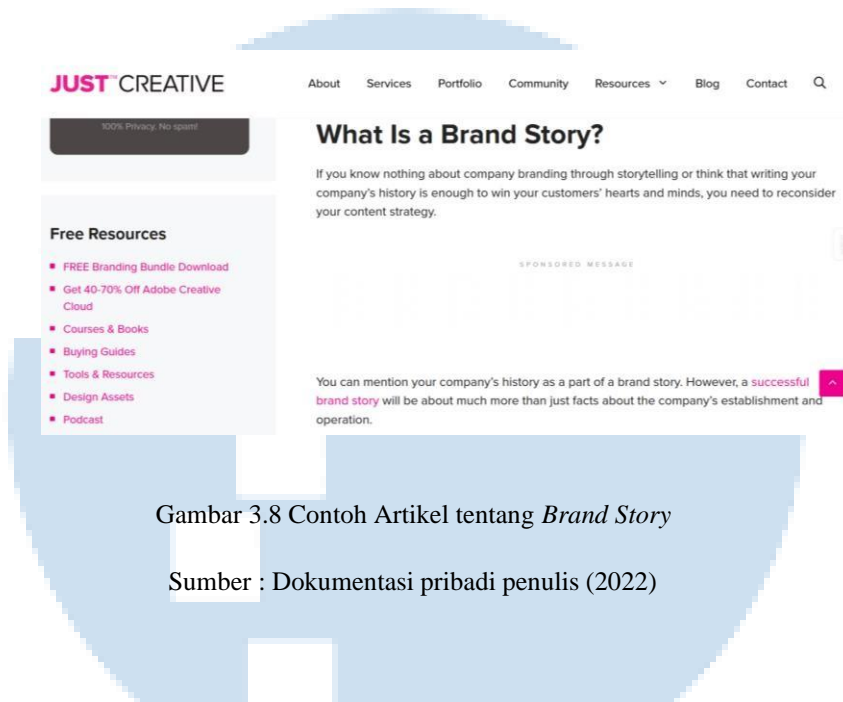 JUST™CREATIVE
About Services Portfolio Community Resources Blog Contact
100% Privacy, No spam!
Free Resources
FREE Branding Bundle Download
Get 40-70% Off Adobe Creative
Cloud
Courses & Books
Buying Guides
Tools & Resources
Design Assets
Podcast
What Is a Brand Story?
If you know nothing about company branding through storytelling or think that writing your
company's history is enough to win your customers' hearts and minds, you need to reconsider
your content strategy.
SPONSORED MESSAGE
You can mention your company's history as a part of a brand story. However, a successful
brand story will be about much more than just facts about the company's establishment and
operation.
Gambar 3.8 Contoh Artikel tentang Brand Story
Sumber : Dokumentasi pribadi penulis (2022)